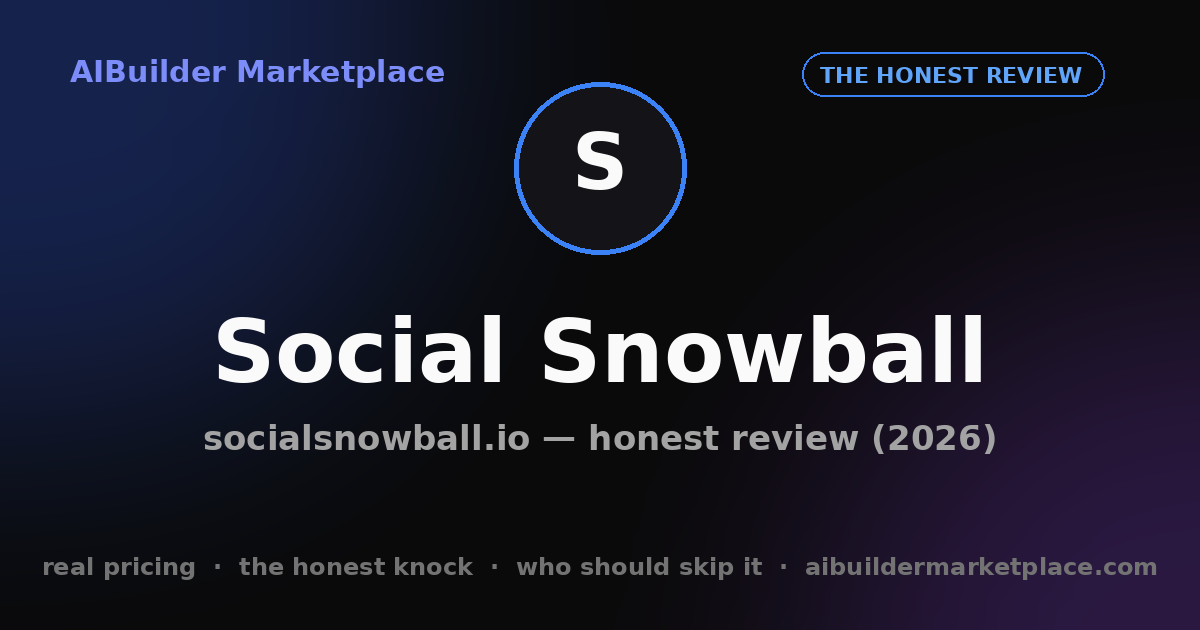 AIBuilder Marketplace
THE HONEST REVIEW
S
Social Snowball
socialsnowball.io — honest review (2026)
real pricing · the honest knock · who should skip it · aibuildermarketplace.com